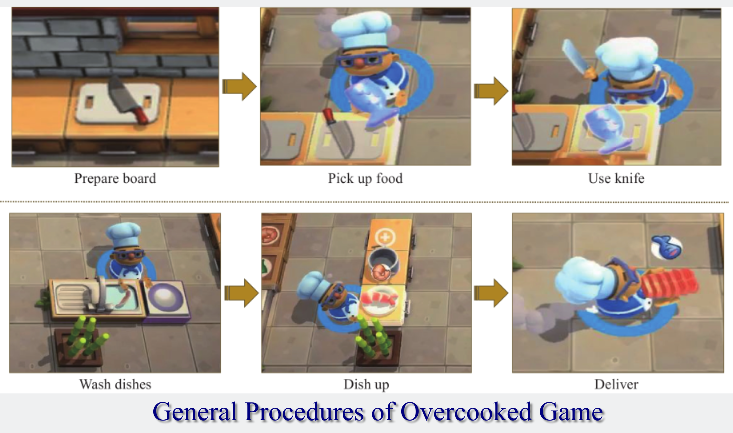 Prepare board
Pick up food
Use knife
Wash dishes
Dish up
Deliver
General Procedures of Overcooked Game